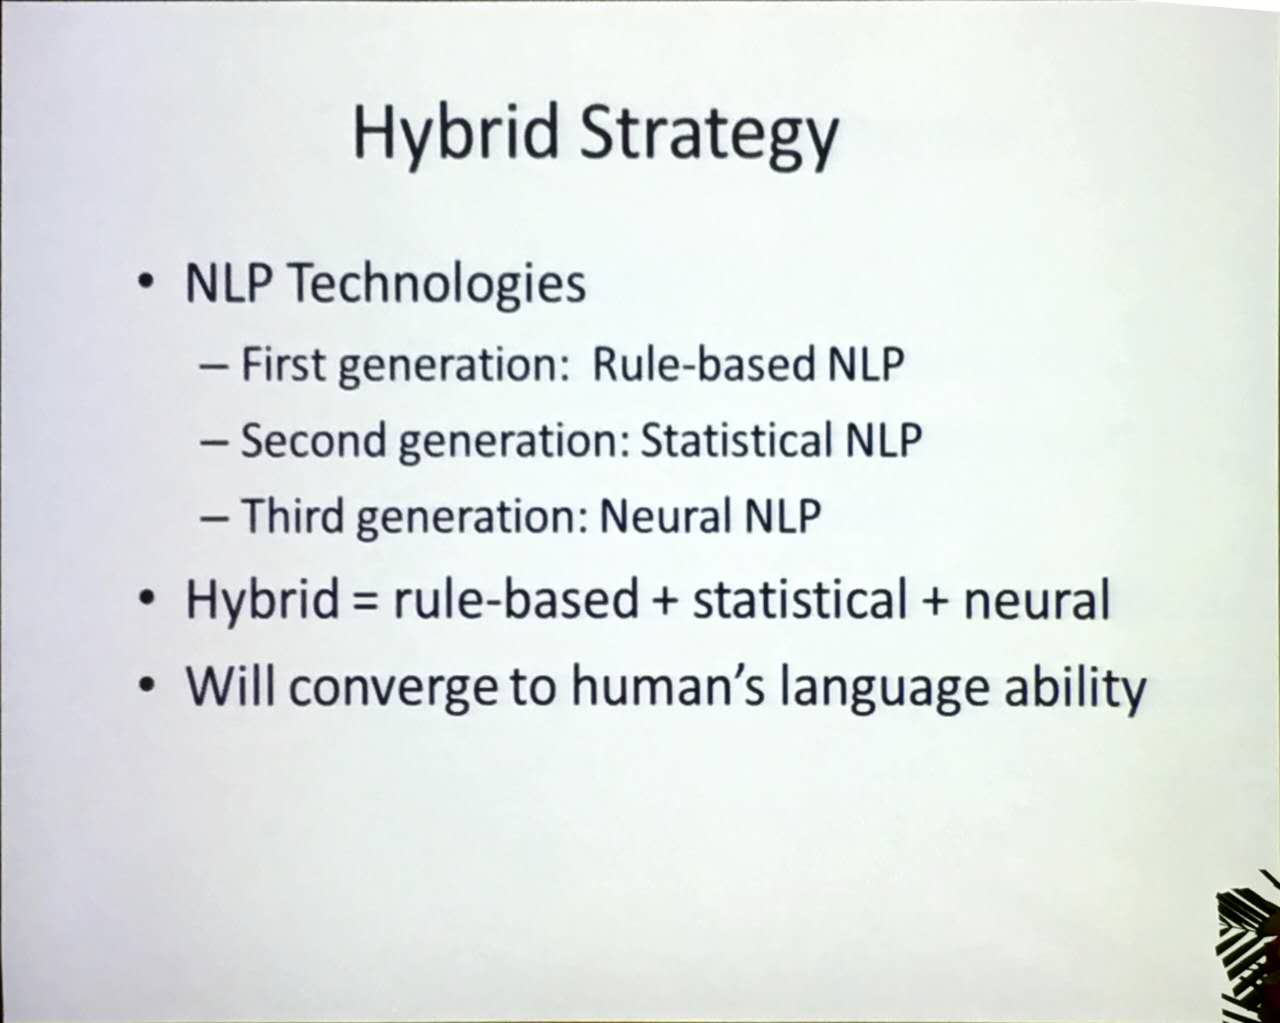 Hybrid Strategy
• NLP Technologies
– First generation:  Rule-based NLP
– Second generation: Statistical NLP
– Third generation: Neural NLP
• Hybrid = rule-based + statistical + neural
• Will converge to human’s language ability